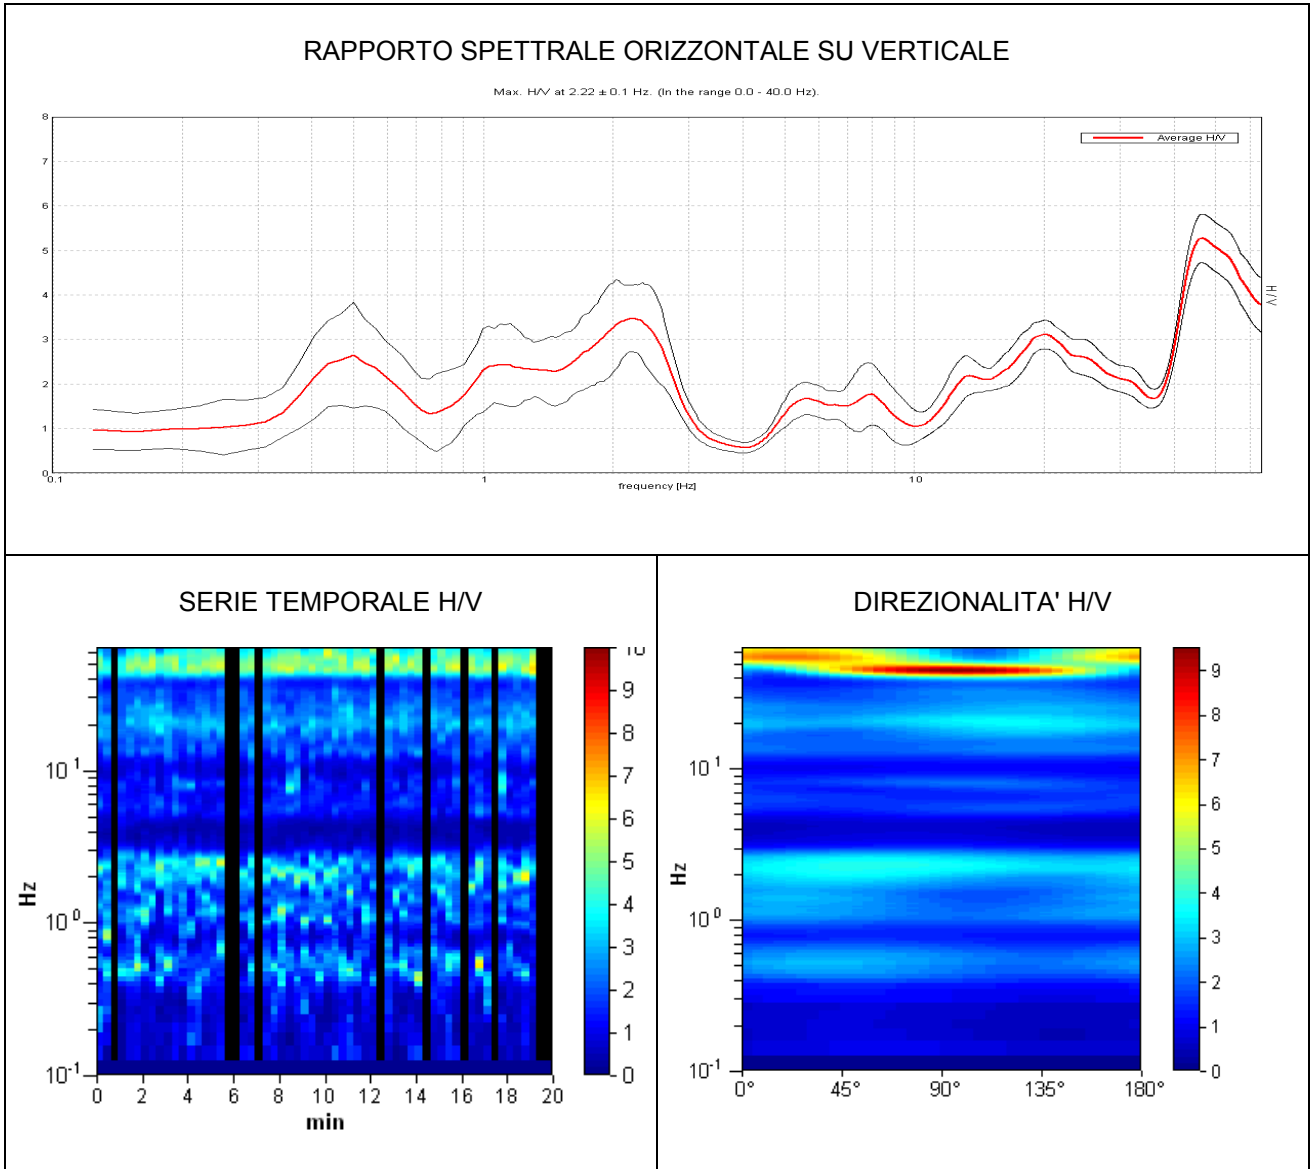 RAPPORTO SPETTRALE ORIZZONTALE SU VERTICALE
Max. H/V at 2.22 ± 0.1 Hz. (In the range 0.0 - 40.0 Hz).
8
7
6
5
4
3
2
1
0
Average H/V
H/V
0.1 1 10
frequency [Hz]
SERIE TEMPORALE H/V
10
9
8
7
6
5
4
3
2
1
0
10¹
10⁰
10⁻¹
Hz
0 2 4 6 8 10 12 14 16 18 20
min
DIREZIONALITA' H/V
9
8
7
6
5
4
3
2
1
0
10¹
10⁰
10⁻¹
Hz
0° 45° 90° 135° 180°